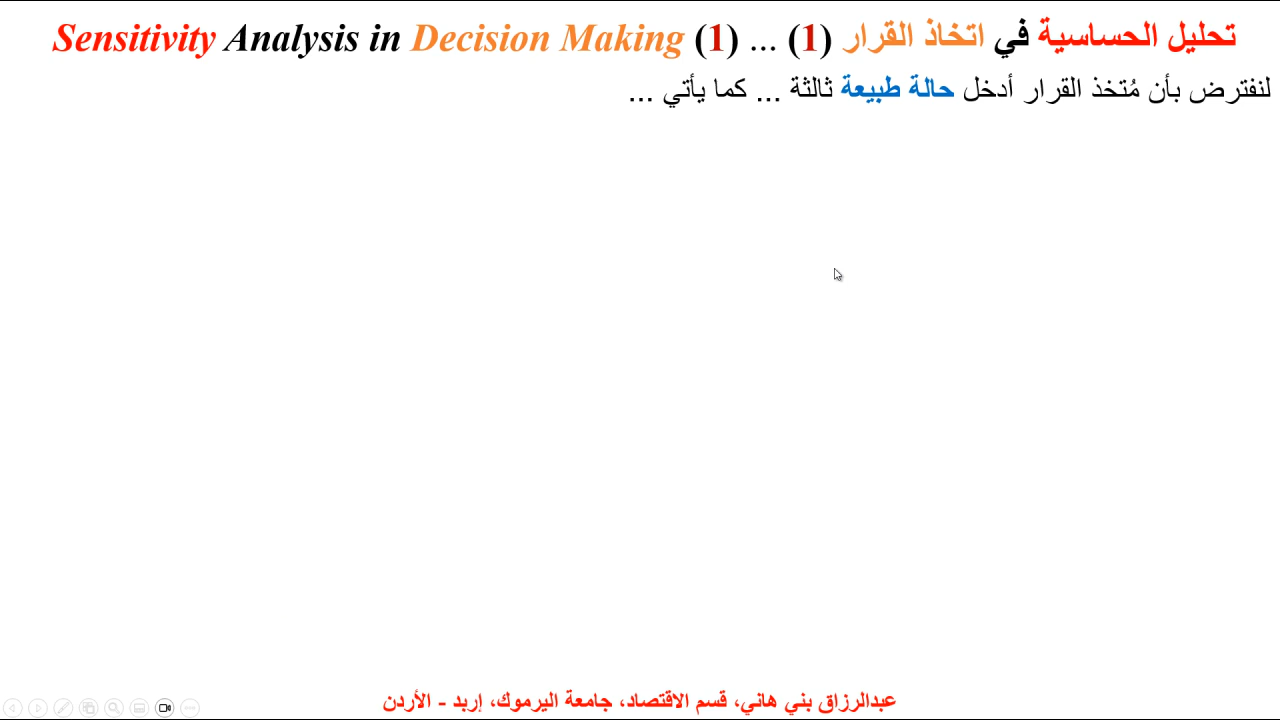 تحليل الحساسية في اتخاذ القرار (1) ... Sensitivity Analysis in Decision Making (1)
لنفترض بأن مُتخذ القرار أدخل حالة طبيعة ثالثة ... كما يأتي ...
عبدالرزاق بني هاني، قسم الاقتصاد، جامعة اليرموك، إربد - الأردن